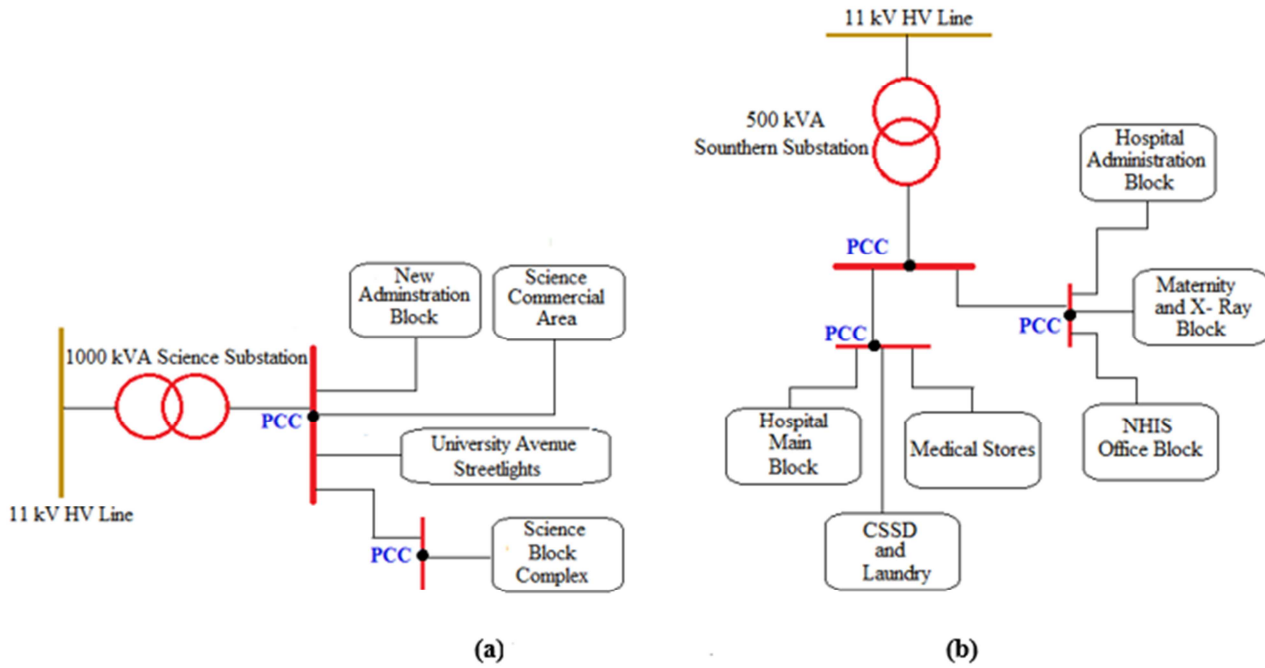 New
Adminstration
Block
Science
Commercial
Area
1000 kVA Science Substation
PCC
University Avenue
Streetlights
11 kV HV Line
PCC
Science
Block
Complex
(a)
11 kV HV Line
500 kVA
Sounthern Substation
Hospital
Administration
Block
PCC
Maternity
and X- Ray
Block
PCC
PCC
Hospital
Main
Block
Medical Stores
NHIS
Office Block
CSSD
and
Laundry
(b)